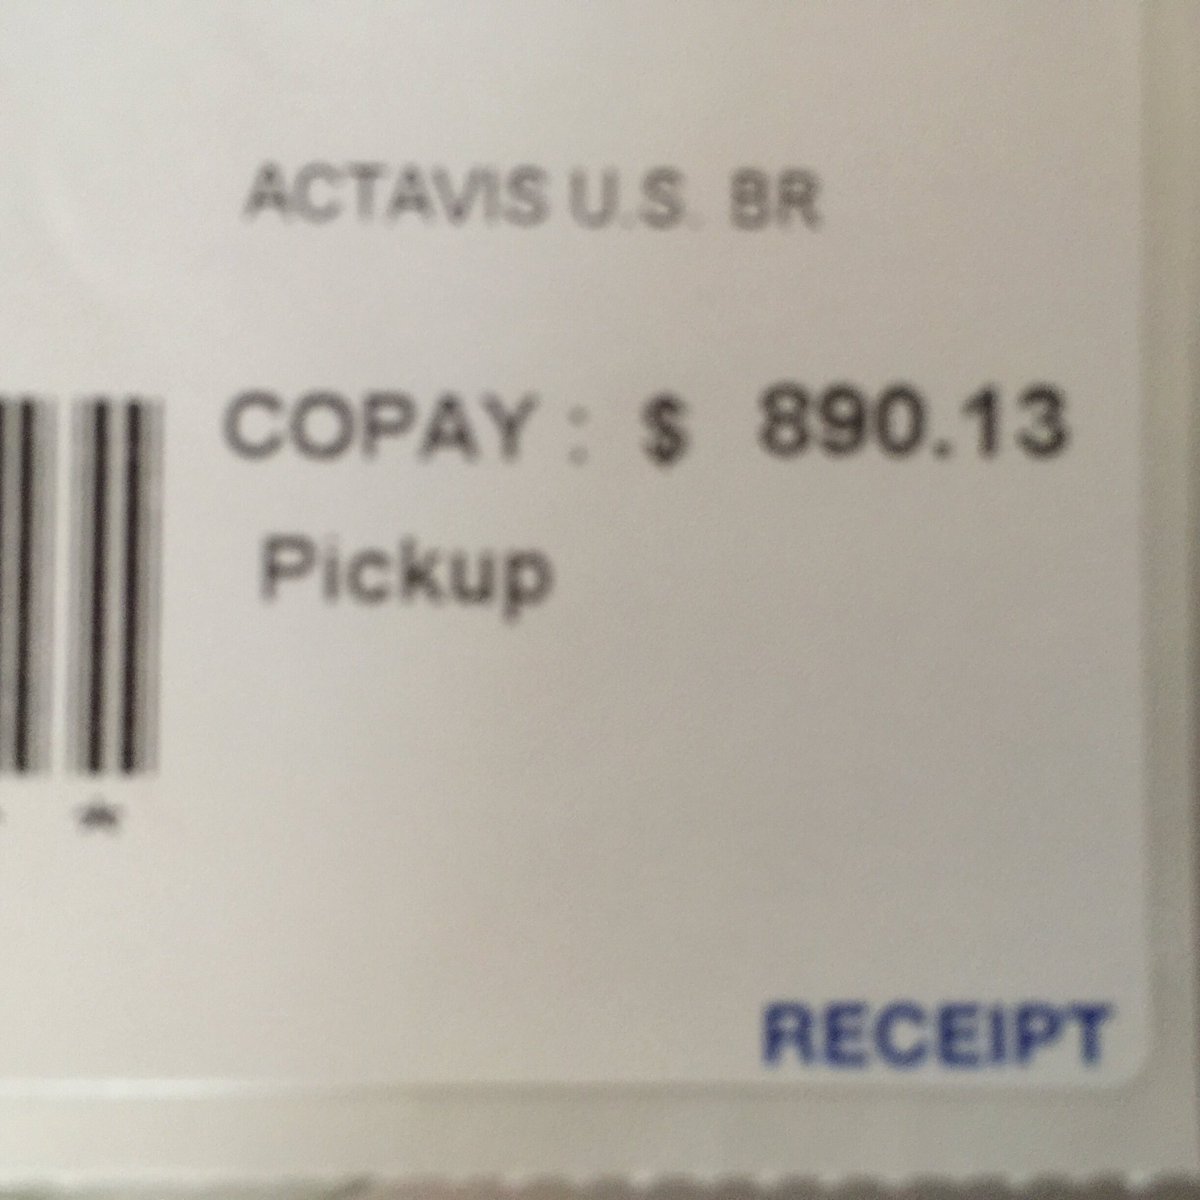 ACTAVIS U.S. BR
COPAY : $ 890.13
Pickup
*
RECEIPT